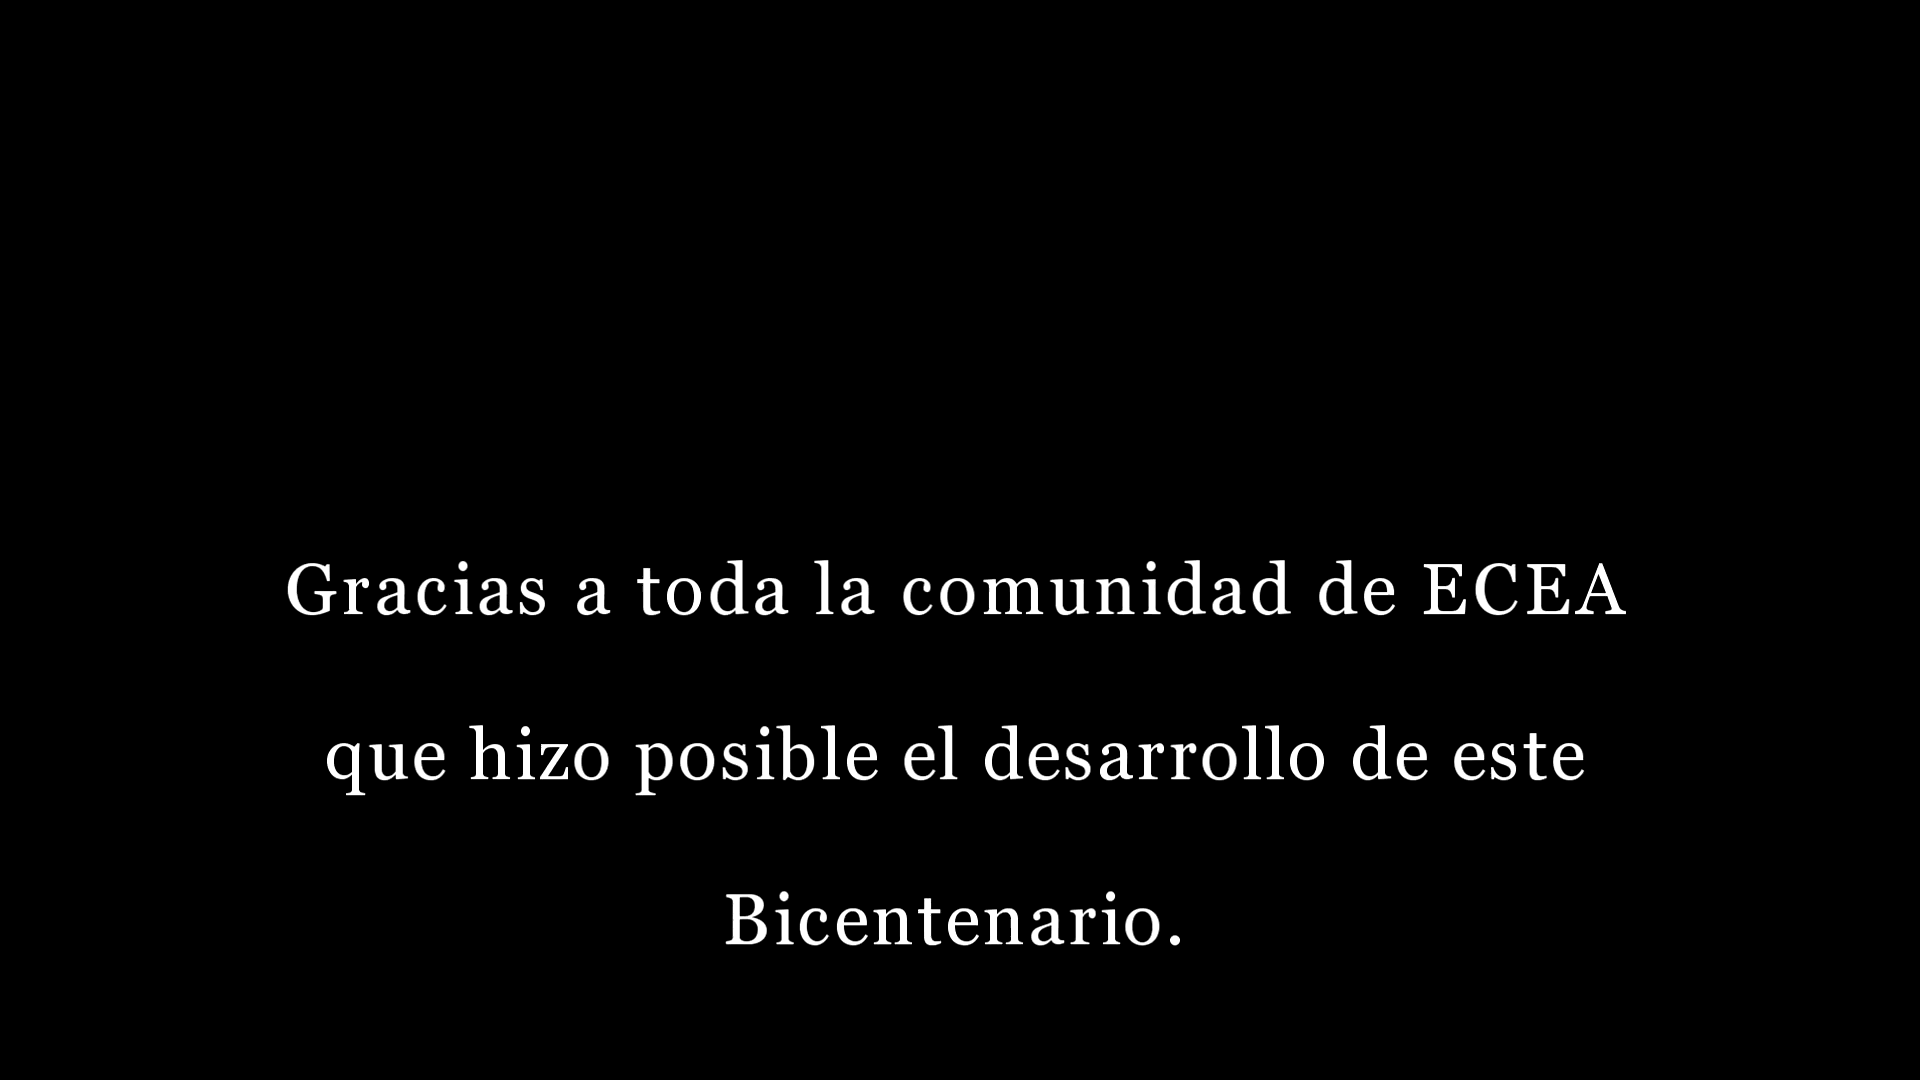 Gracias a toda la comunidad de ECEA
que hizo posible el desarrollo de este
Bicentenario.